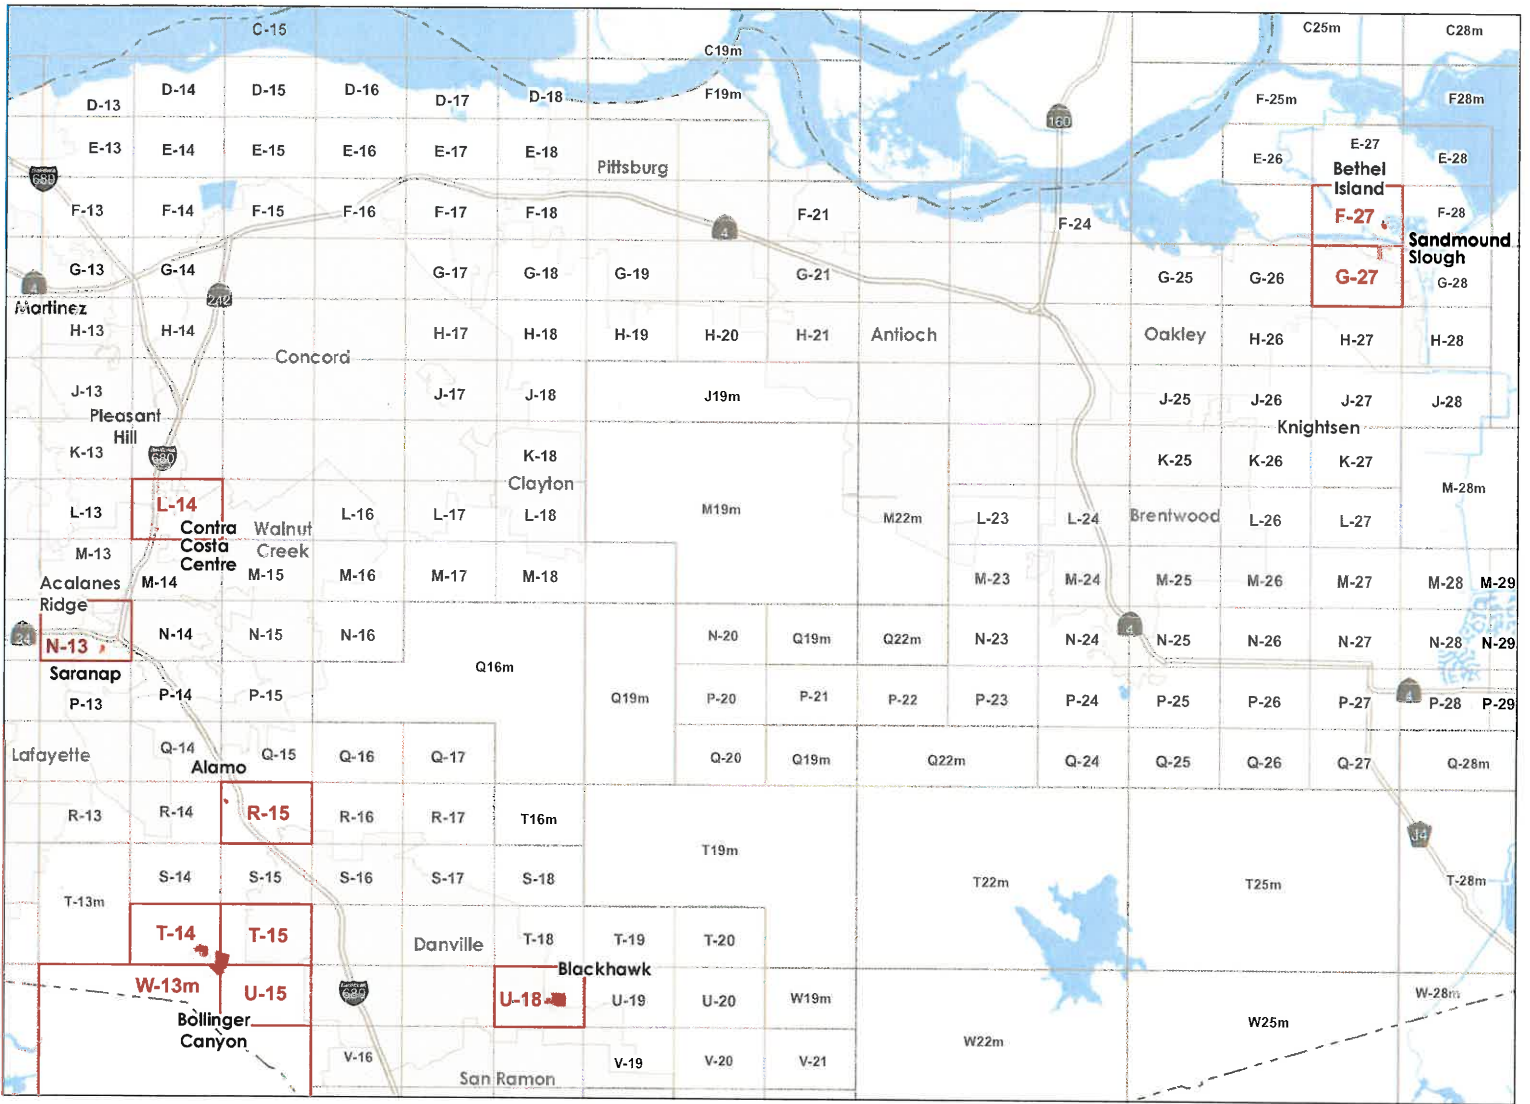 C-15
C19m
C25m
C28m
D-13
D-14
D-15
D-16
D-17
D-18
F19m
160
F-25m
F28m
E-13
E-14
E-15
E-16
E-17
E-18
Pittsburg
E-26
E-27
E-28
Bethel
Island
680
F-13
F-14
F-15
F-16
F-17
F-18
4
F-21
F-24
F-27
F-28
Sandmound
Slough
4
G-13
G-14
242
G-17
G-18
G-19
G-21
G-25
G-26
G-27
G-28
Martinez
H-13
H-14
Concord
H-17
H-18
H-19
H-20
H-21
Antioch
Oakley
H-26
H-27
H-28
J-13
J-17
J-18
J19m
J-25
J-26
J-27
J-28
Pleasant
Hill
Knightsen
K-13
680
K-18
K-25
K-26
K-27
Clayton
M-28m
L-13
L-14
Contra
Costa
Centre
Walnut
Creek
L-16
L-17
L-18
M19m
M22m
L-23
L-24
Brentwood
L-26
L-27
M-13
M-14
M-15
M-16
M-17
M-18
M-23
M-24
M-25
M-26
M-27
M-28
M-29
Acalanes
Ridge
24
N-13
N-14
N-15
N-16
Q16m
N-20
Q19m
Q22m
N-23
N-24
4
N-25
N-26
N-27
N-28
N-29
Saranap
P-13
P-14
P-15
Q19m
P-20
P-21
P-22
P-23
P-24
P-25
P-26
P-27
4
P-28
P-29
Lafayette
Q-14
Q-15
Q-16
Q-17
Q-20
Q19m
Q22m
Q-24
Q-25
Q-26
Q-27
Q-28m
Alamo
R-13
R-14
R-15
R-16
R-17
T16m
T19m
J4
S-14
S-15
S-16
S-17
S-18
T22m
T25m
T-28m
T-13m
T-14
T-15
Danville
T-18
T-19
T-20
Blackhawk
W-13m
U-15
680
U-18
U-19
U-20
W19m
W-28m
Bollinger
Canyon
W22m
W25m
V-16
V-19
V-20
V-21
San Ramon